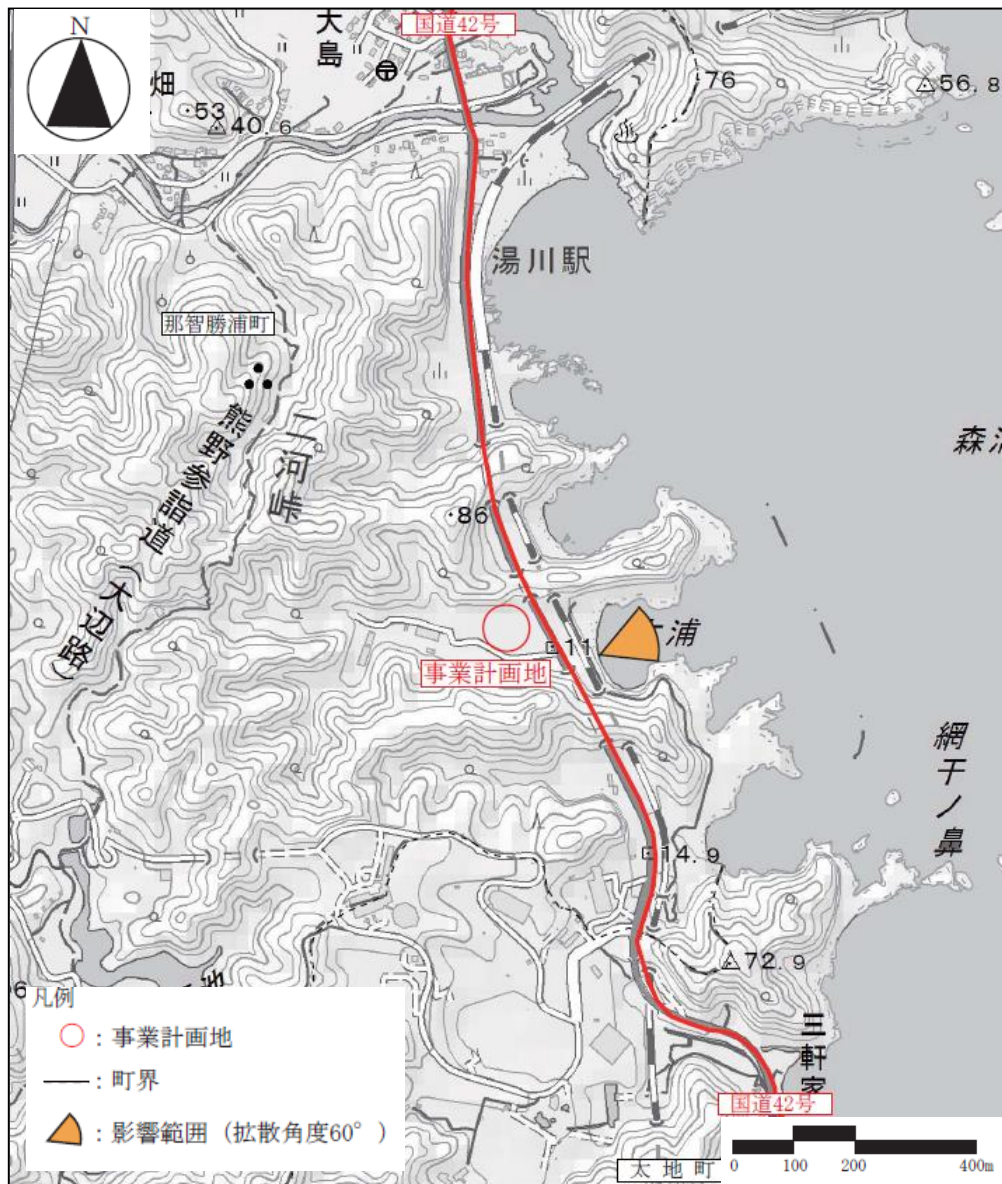 N
大島
国道42号
畑
53
40.6
76
56.8
湯川駅
那智勝浦町
熊野参詣道(大辺路)
二河峠
86
浦
11
事業計画地
網干ノ鼻
14.9
72.9
三軒家
国道42号
太地町
凡例
:事業計画地
:町界
:影響範囲(拡散角度60°)
0 100 200 400m